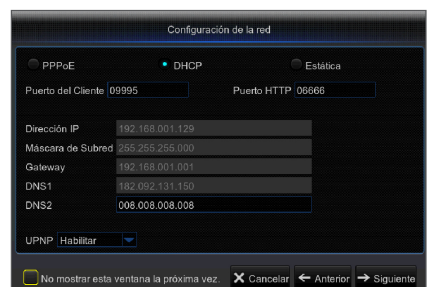 Configuración de la red
PPPoE DHCP Estática
Puerto del Cliente 09995 Puerto HTTP 06666
Dirección IP 192.168.001.129
Máscara de Subred 255.255.255.000
Gateway 192.168.001.001
DNS1 182.092.131.150
DNS2 008.008.008.008
UPNP Habilitar
No mostrar esta ventana la próxima vez. Cancelar Anterior Siguiente